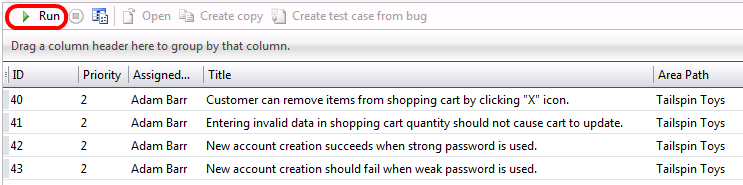 Run Open Create copy Create test case from bug
Drag a column header here to group by that column.
ID Priority Assigned... Title Area Path
40 2 Adam Barr Customer can remove items from shopping cart by clicking "X" icon. Tailspin Toys
41 2 Adam Barr Entering invalid data in shopping cart quantity should not cause cart to update. Tailspin Toys
42 2 Adam Barr New account creation succeeds when strong password is used. Tailspin Toys
43 2 Adam Barr New account creation should fail when weak password is used. Tailspin Toys